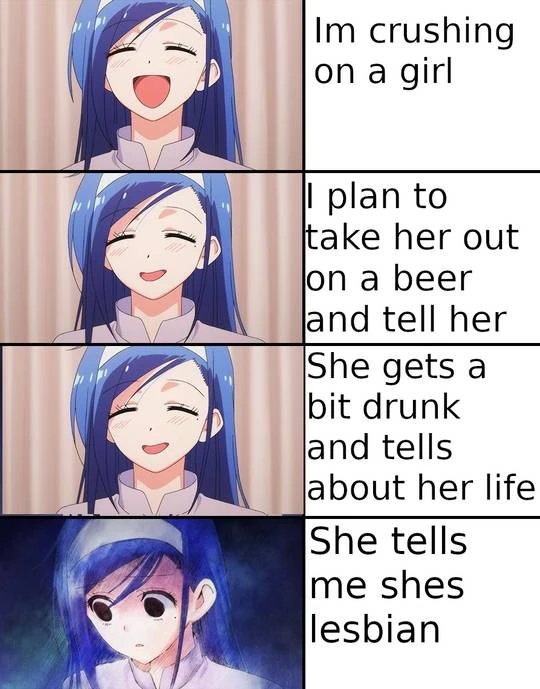 Im crushing
on a girl
I plan to
take her out
on a beer
and tell her
She gets a
bit drunk
and tells
about her life
She tells
me shes
lesbian